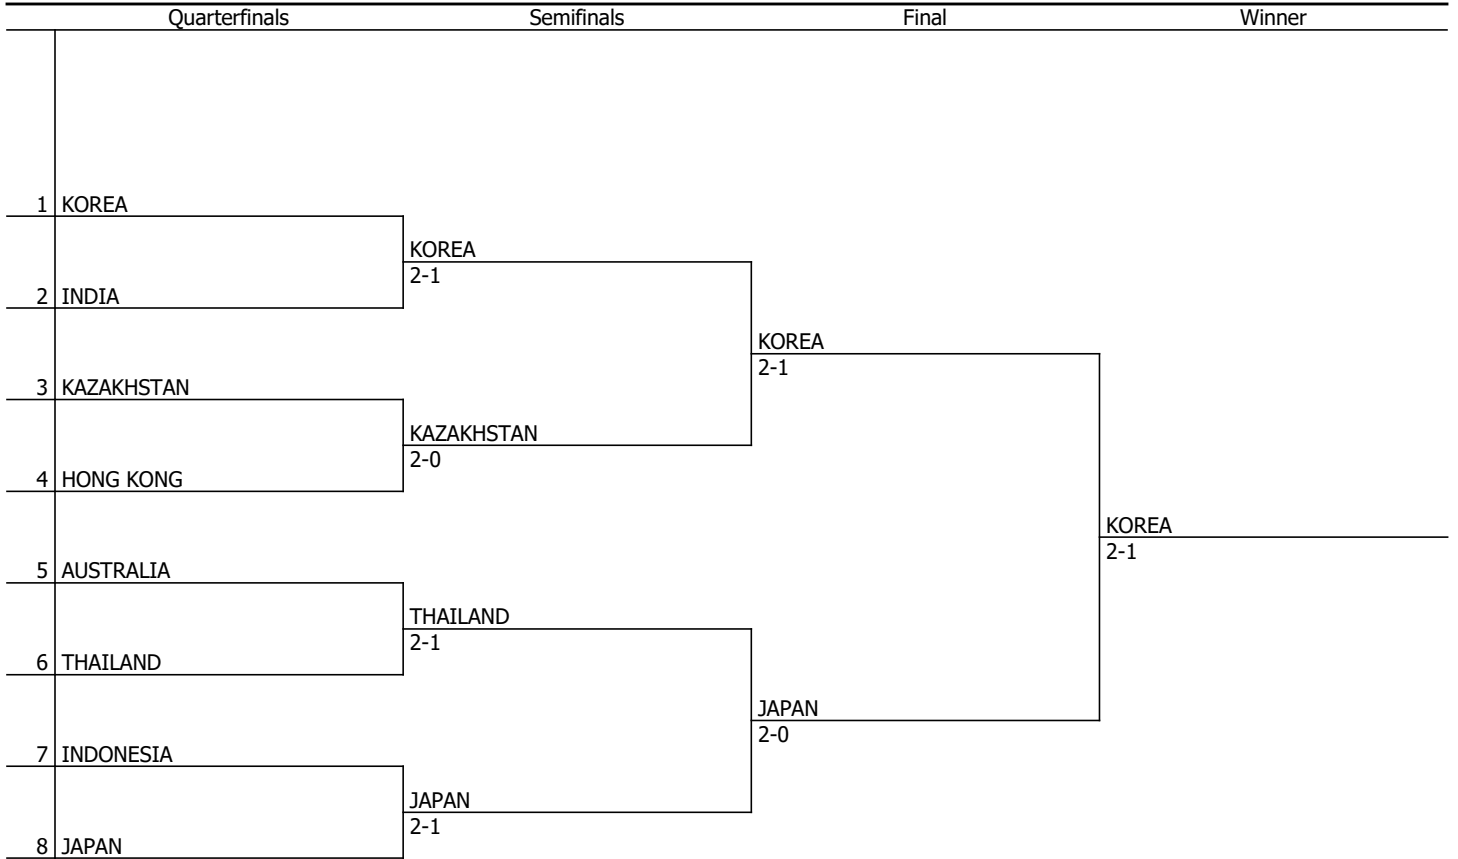 Quarterfinals Semifinals Final Winner
1 KOREA
KOREA
2-1
2 INDIA
KOREA
2-1
3 KAZAKHSTAN
KAZAKHSTAN
2-0
4 HONG KONG
KOREA
2-1
5 AUSTRALIA
THAILAND
2-1
6 THAILAND
JAPAN
2-0
7 INDONESIA
JAPAN
2-1
8 JAPAN